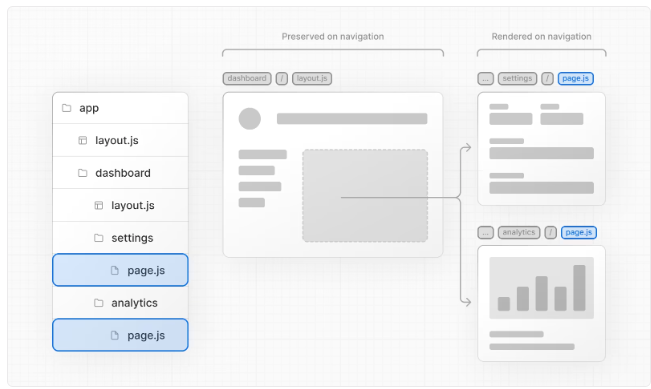 Preserved on navigation
Rendered on navigation
dashboard / layout.js
... settings / page.js
app
layout.js
dashboard
layout.js
settings
page.js
analytics
page.js
... analytics / page.js